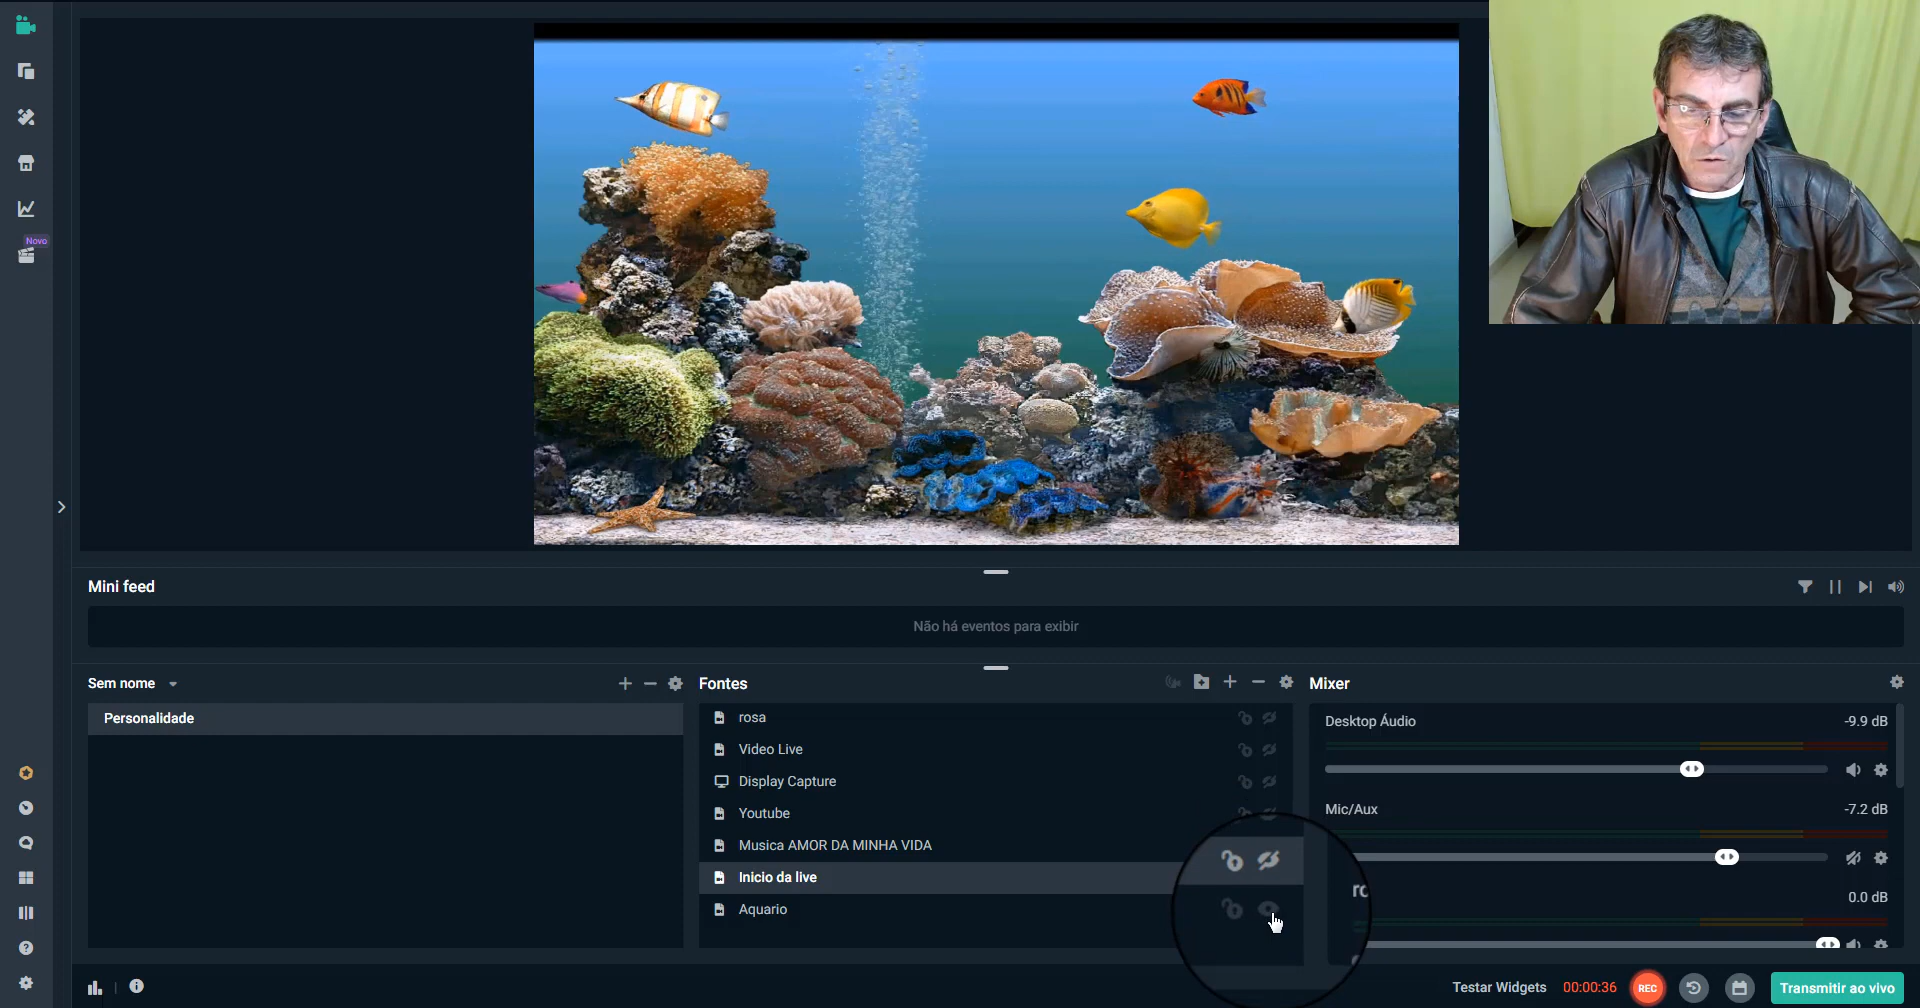 Novo
Mini feed
Não há eventos para exibir
Sem nome
Fontes
Mixer
Personalidade
rosa
Video Live
Display Capture
Youtube
Musica AMOR DA MINHA VIDA
Inicio da live
Aquario
Desktop Áudio
-9.9 dB
Mic/Aux
-7.2 dB
0.0 dB
Testar Widgets
00:00:36
REC
Transmitir ao vivo